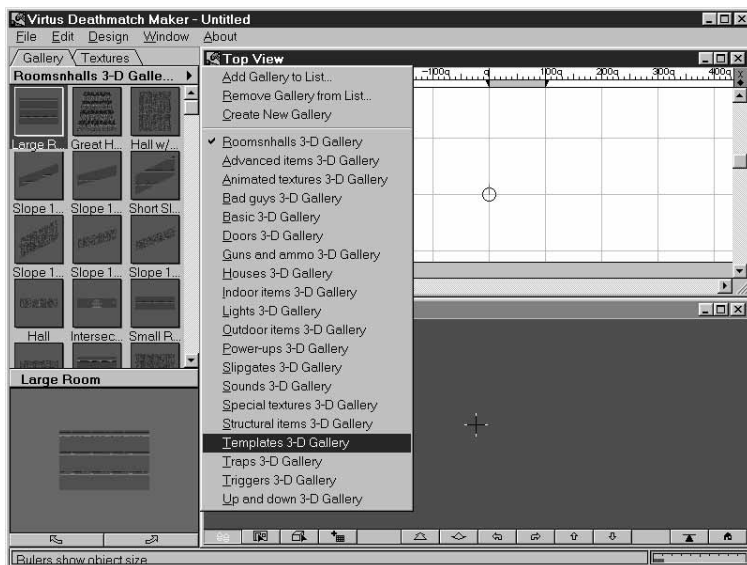 Virtus Deathmatch Maker - Untitled
File Edit Design Window About
Gallery Textures
Roomsnhalls 3-D Galle...
Large R... Great H... Hall w/...
Slope 1... Slope 1... Short Sl...
Slope 1... Slope 1... Slope 1...
Hall Intersec... Small R...
Large Room
Top View
-100q 0 100q 200q 300q 400q
Add Gallery to List...
Remove Gallery from List...
Create New Gallery
Roomsnhalls 3-D Gallery
Advanced items 3-D Gallery
Animated textures 3-D Gallery
Bad guys 3-D Gallery
Basic 3-D Gallery
Doors 3-D Gallery
Guns and ammo 3-D Gallery
Houses 3-D Gallery
Indoor items 3-D Gallery
Lights 3-D Gallery
Outdoor items 3-D Gallery
Power-ups 3-D Gallery
Slipgates 3-D Gallery
Sounds 3-D Gallery
Special textures 3-D Gallery
Structural items 3-D Gallery
Templates 3-D Gallery
Traps 3-D Gallery
Triggers 3-D Gallery
Up and down 3-D Gallery
Rulers show object size